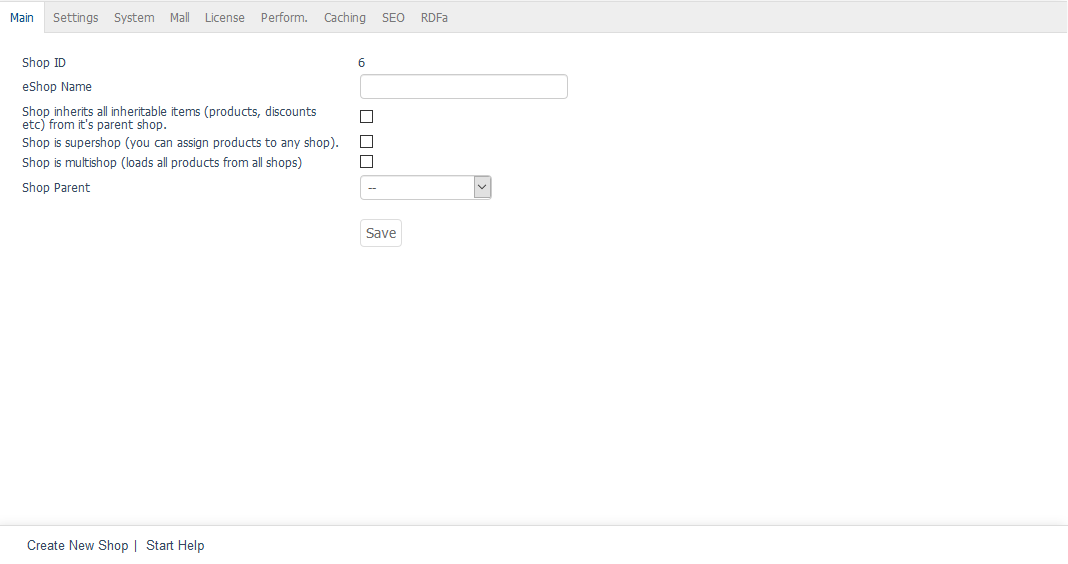 Main Settings System Mall License Perform. Caching SEO RDFa
Shop ID 6
eShop Name
Shop inherits all inheritable items (products, discounts
etc) from it's parent shop.
Shop is supershop (you can assign products to any shop).
Shop is multishop (loads all products from all shops)
Shop Parent --
Save
Create New Shop | Start Help